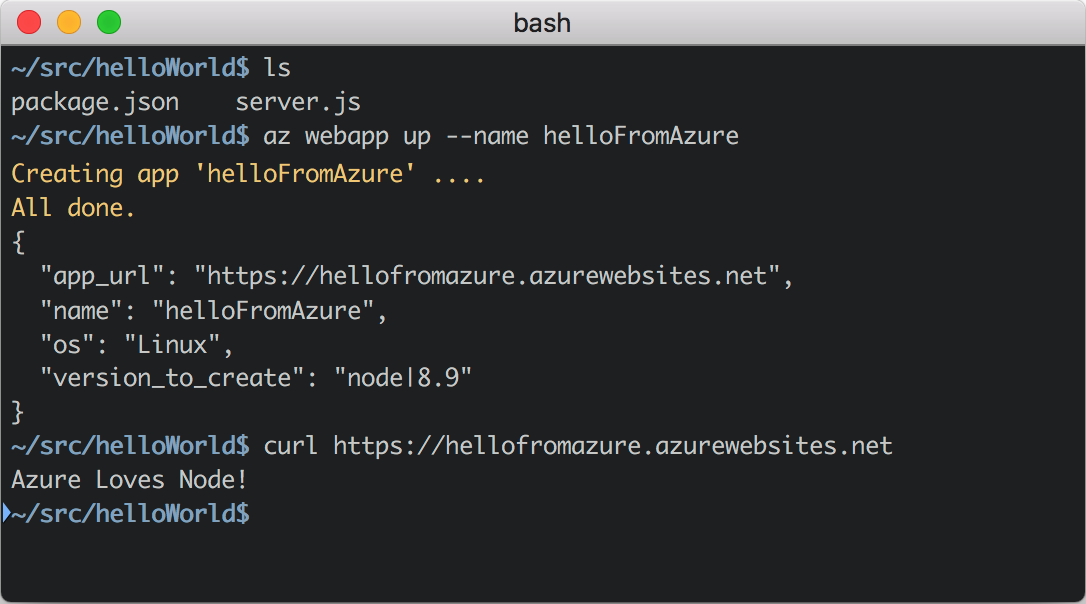 bash
~/src/helloWorld$ ls
package.json    server.js
~/src/helloWorld$ az webapp up --name helloFromAzure
Creating app 'helloFromAzure' ....
All done.
{
  "app_url": "https://hellofromazure.azurewebsites.net",
  "name": "helloFromAzure",
  "os": "Linux",
  "version_to_create": "node|8.9"
}
~/src/helloWorld$ curl https://hellofromazure.azurewebsites.net
Azure Loves Node!
~/src/helloWorld$